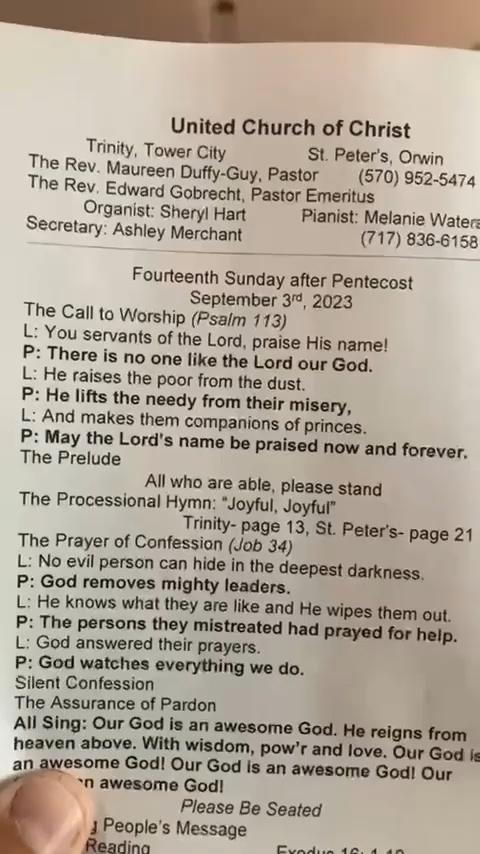 United Church of Christ
Trinity, Tower City St. Peter's, Orwin
The Rev. Maureen Duffy-Guy, Pastor (570) 952-5474
The Rev. Edward Gobrecht, Pastor Emeritus
Organist: Sheryl Hart Pianist: Melanie Waters
Secretary: Ashley Merchant (717) 836-6158
Fourteenth Sunday after Pentecost
September 3rd, 2023
The Call to Worship (Psalm 113)
L: You servants of the Lord, praise His name!
P: There is no one like the Lord our God.
L: He raises the poor from the dust.
P: He lifts the needy from their misery,
L: And makes them companions of princes.
P: May the Lord's name be praised now and forever.
The Prelude
All who are able, please stand
The Processional Hymn: "Joyful, Joyful"
Trinity- page 13, St. Peter's- page 21
The Prayer of Confession (Job 34)
L: No evil person can hide in the deepest darkness.
P: God removes mighty leaders.
L: He knows what they are like and He wipes them out.
P: The persons they mistreated had prayed for help.
L: God answered their prayers.
P: God watches everything we do.
Silent Confession
The Assurance of Pardon
All Sing: Our God is an awesome God. He reigns from
heaven above. With wisdom, pow'r and love. Our God is
an awesome God! Our God is an awesome God! Our
an awesome God!
Please Be Seated
People's Message
Reading Exodus 16: